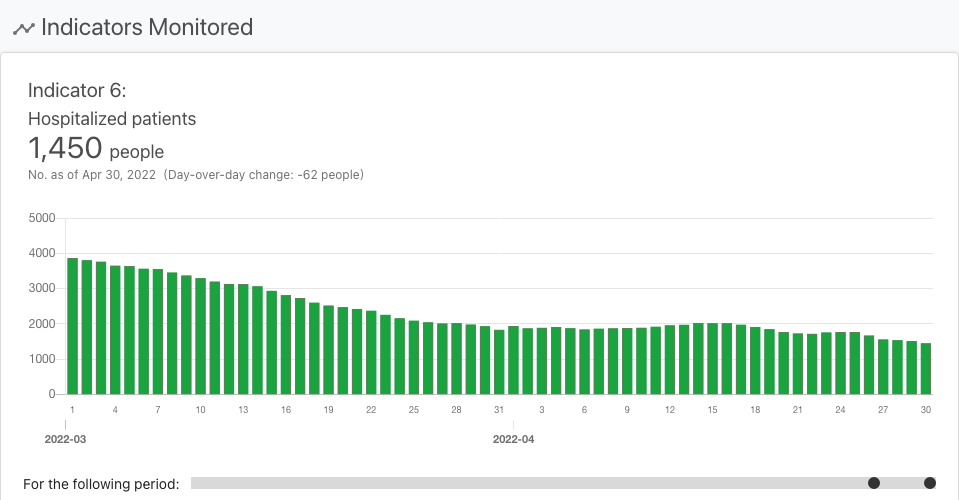 Indicators Monitored
Indicator 6:
Hospitalized patients
1,450 people
No. as of Apr 30, 2022 (Day-over-day change: -62 people)
5000
4000
3000
2000
1000
0
1 4 7 10 13 16 19 22 25 28 31 3 6 9 12 15 18 21 24 27 30
2022-03 2022-04
For the following period: